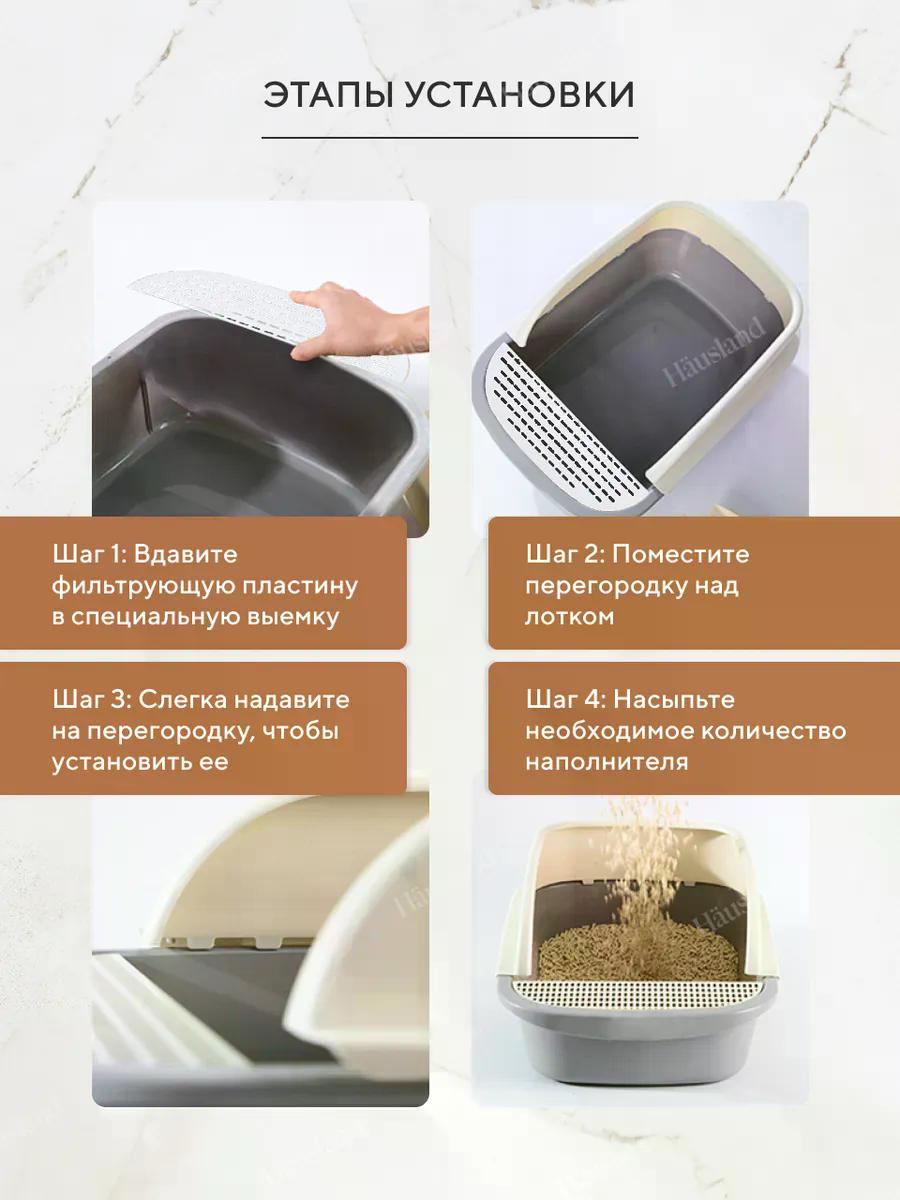 ЭТАПЫ УСТАНОВКИ
Häusland
Шаг 1: Вдавите
фильтрующую пластину
в специальную выемку
Шаг 2: Поместите
перегородку над
лотком
Шаг 3: Слегка надавите
на перегородку, чтобы
установить ее
Шаг 4: Насыпьте
необходимое количество
наполнителя